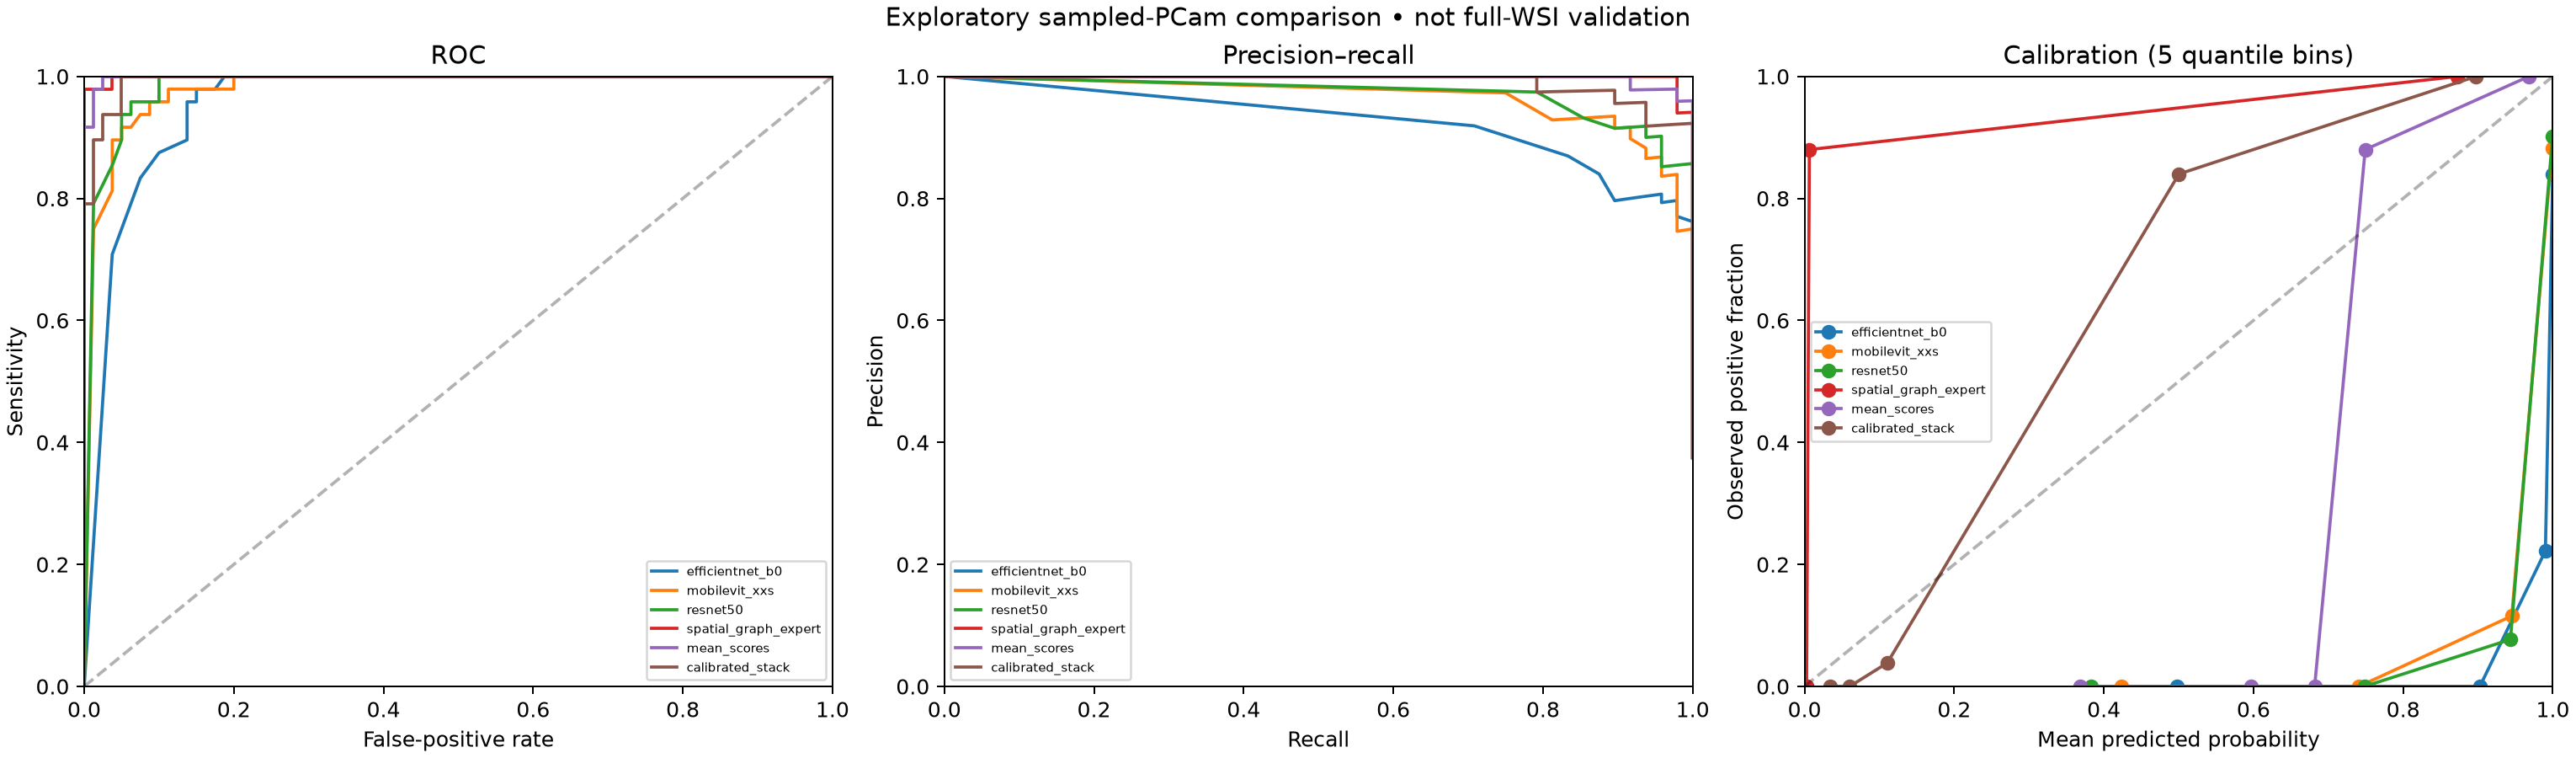 Exploratory sampled-PCam comparison • not full-WSI validation
ROC
1.0
0.8
0.6
0.4
0.2
0.0
Sensitivity
efficientnet_b0
mobilevit_xxs
resnet50
spatial_graph_expert
mean_scores
calibrated_stack
0.0 0.2 0.4 0.6 0.8 1.0
False-positive rate
Precision–recall
1.0
0.8
0.6
0.4
0.2
0.0
Precision
efficientnet_b0
mobilevit_xxs
resnet50
spatial_graph_expert
mean_scores
calibrated_stack
0.0 0.2 0.4 0.6 0.8 1.0
Recall
Calibration (5 quantile bins)
1.0
0.8
0.6
0.4
0.2
0.0
Observed positive fraction
efficientnet_b0
mobilevit_xxs
resnet50
spatial_graph_expert
mean_scores
calibrated_stack
0.0 0.2 0.4 0.6 0.8 1.0
Mean predicted probability